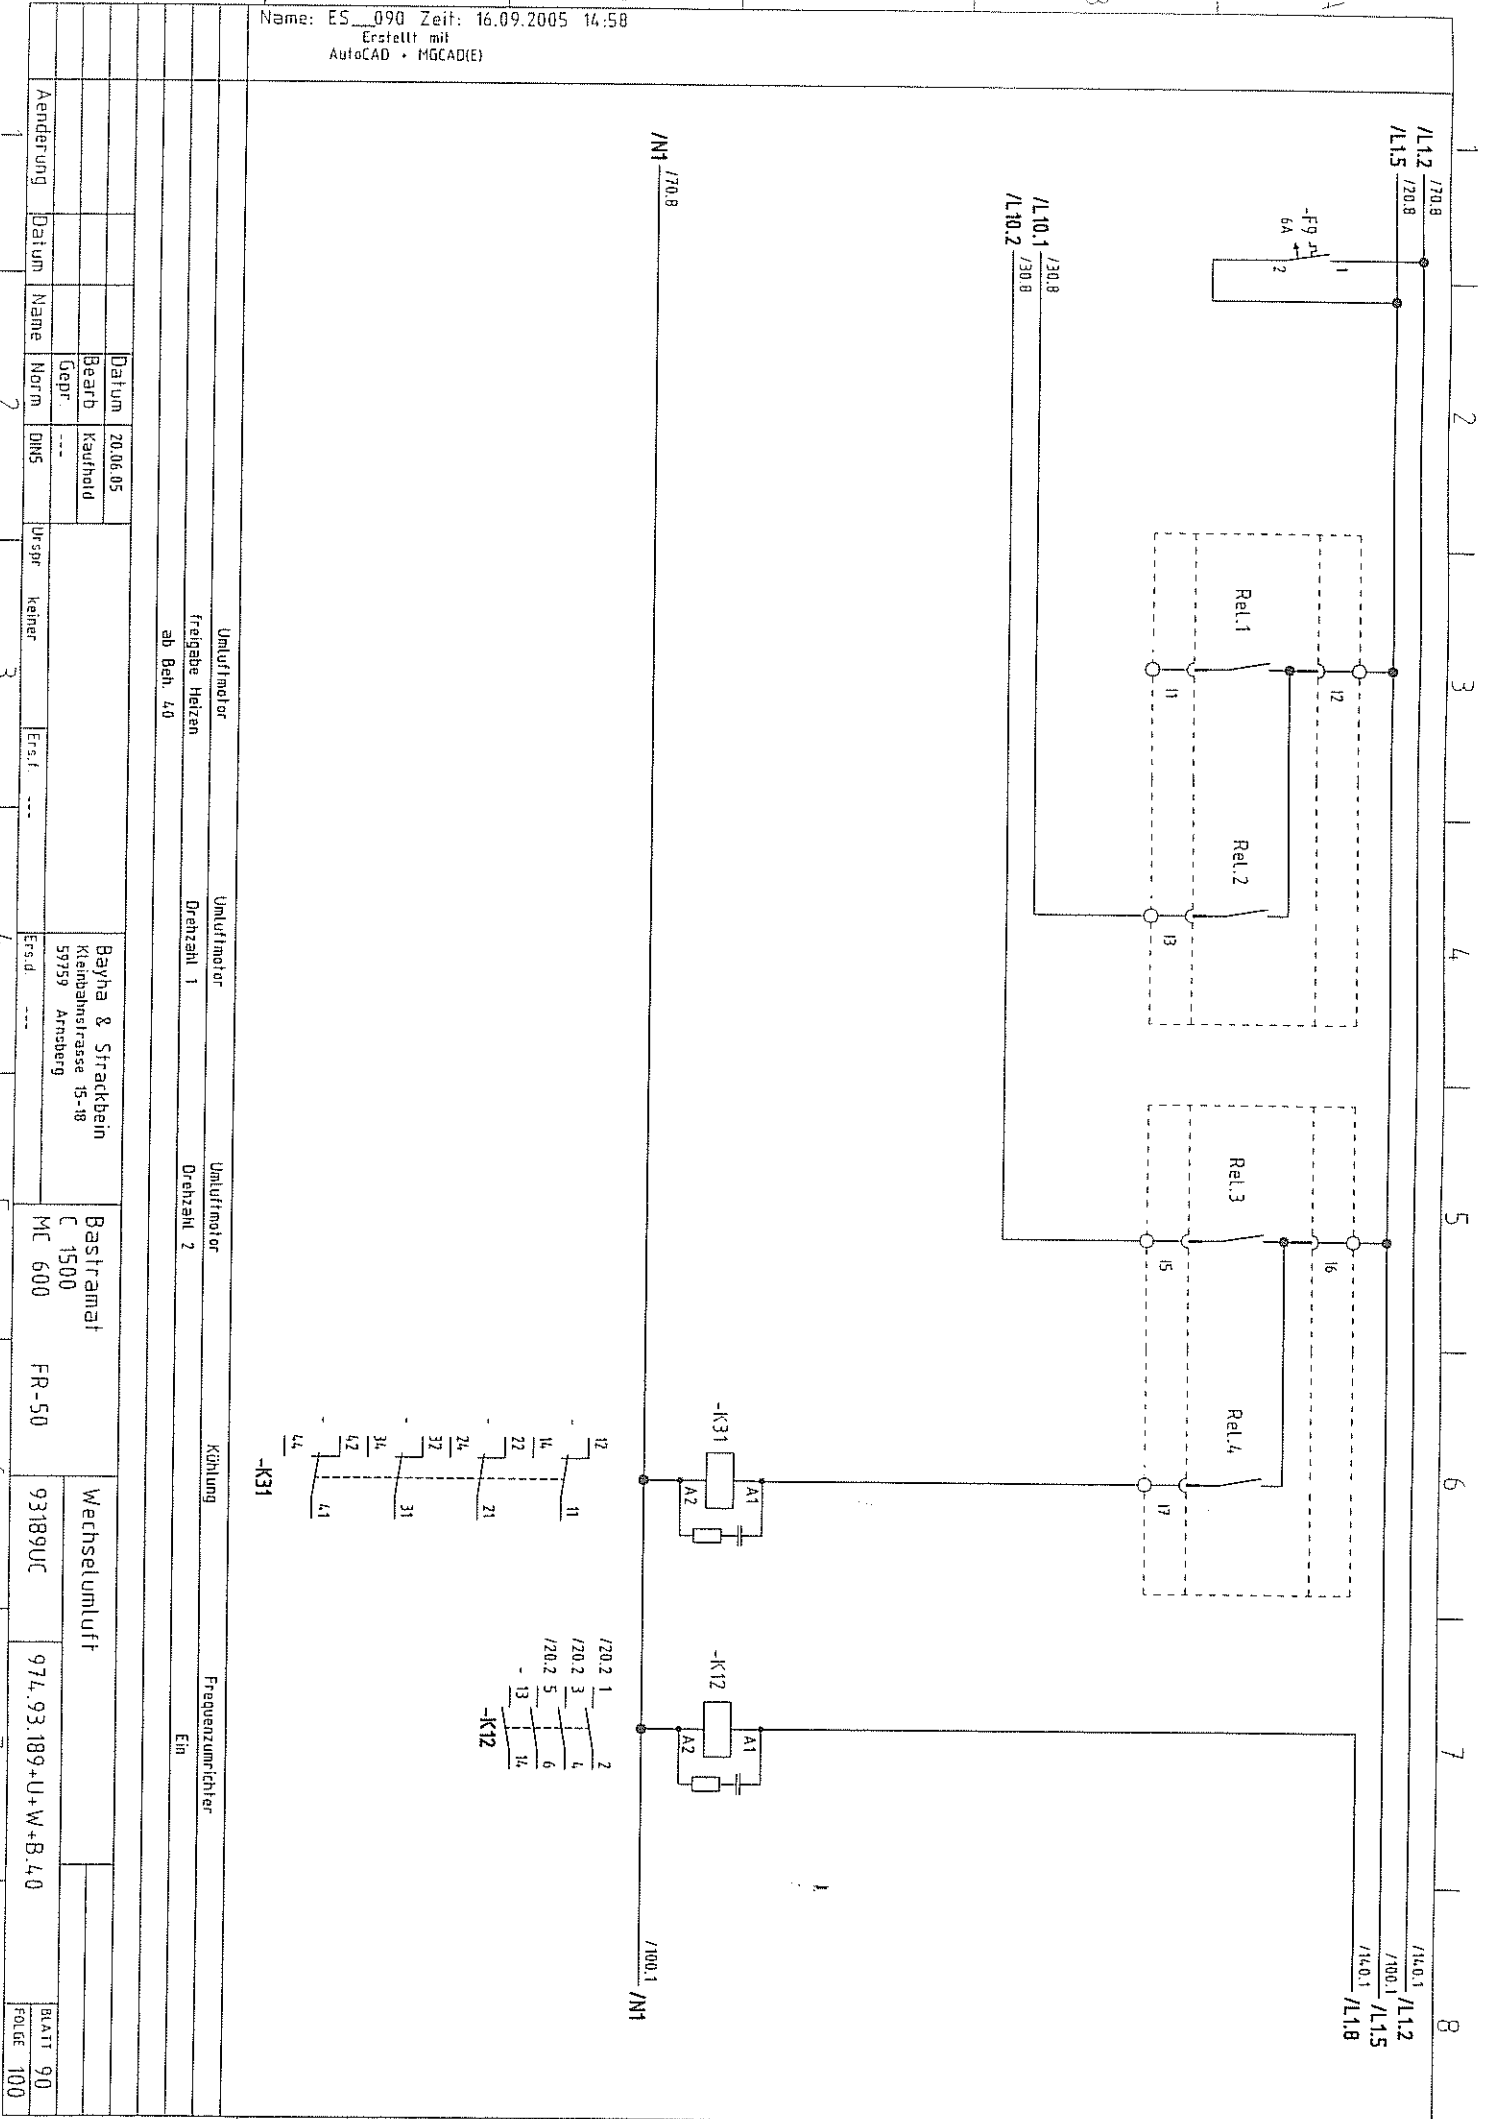 Name: ES__090 Zeit: 16.09.2005 14:58
Erstellt mit
AutoCAD + MGCAD(E)
1 2 3 4 5 6 7 8
/L1.2 /70.8
/L1.5 /20.8
/140.1 /L1.2
/100.1 /L1.5
/140.1 /L1.8
-F9
6A
1
2
Rel.1
I2
I1
Rel.2
I3
Rel.3
I6
I5
Rel.4
I7
/L10.1 /30.8
/L10.2 /30.8
-K31
A1
A2
-K12
A1
A2
/N1 /70.8
/100.1 /N1
12
14 11
22
24 21
32
34 31
42
44 41
-K31
/20.2 1 2
/20.2 3 4
/20.2 5 6
- 13 14
-K12
Umluftmotor
freigabe Heizen
ab Beh. 40
Umluftmotor
Drehzahl 1
Umluftmotor
Drehzahl 2
Kühlung
Frequenzumrichter
Ein
Datum 20.06.05
Bearb Kaufhold
Gepr. ---
Aenderung Datum Name Norm DIN5
Urspr keiner
Ers.f. ---
Ers.d ---
Bayha & Strackbein
Kleinbahnstrasse 15-18
59759 Arnsberg
Bastramat
C 1500
MC 600 FR-50
Wechselumluft
93189UC
974.93.189+U+W+B.40
BLATT 90
FOLGE 100